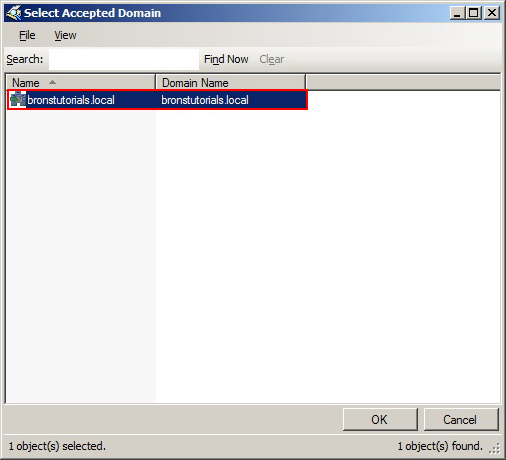 Select Accepted Domain
File View
Search: Find Now Clear
Name Domain Name
bronstutorials.local bronstutorials.local
OK Cancel
1 object(s) selected. 1 object(s) found.